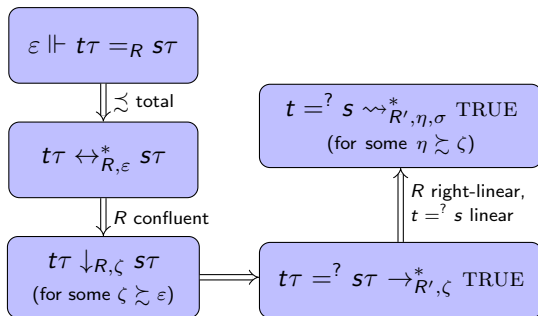 ε ⊩ tτ =_R sτ
≾ total
tτ ↔*_{R,ε} sτ
R confluent
tτ ↓_{R,ζ} sτ
(for some ζ ≿ ε)
tτ =? sτ →*_{R′,ζ} TRUE
R right-linear,
t =? s linear
t =? s ⇝*_{R′,η,σ} TRUE
(for some η ≿ ζ)